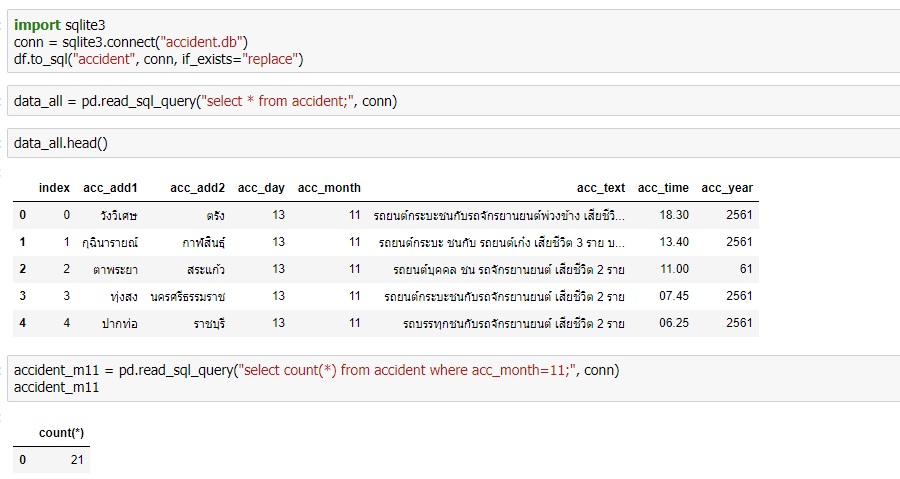 import sqlite3
conn = sqlite3.connect("accident.db")
df.to_sql("accident", conn, if_exists="replace")
data_all = pd.read_sql_query("select * from accident;", conn)
data_all.head()
index acc_add1 acc_add2 acc_day acc_month acc_text acc_time acc_year
0 0 วังวิเศษ ตรัง 13 11 รถยนต์กระบะชนกับรถจักรยานยนต์พ่วงข้าง เสียชีวิ... 18.30 2561
1 1 กุฉินารายณ์ กาฬสินธุ์ 13 11 รถยนต์กระบะ ชนกับ รถยนต์เก๋ง เสียชีวิต 3 ราย บ... 13.40 2561
2 2 ตาพระยา สระแก้ว 13 11 รถยนต์บุคคล ชน รถจักรยานยนต์ เสียชีวิต 2 ราย 11.00 61
3 3 ทุ่งสง นครศรีธรรมราช 13 11 รถยนต์กระบะชนกับรถจักรยานยนต์ เสียชีวิต 2 ราย 07.45 2561
4 4 ปากท่อ ราชบุรี 13 11 รถบรรทุกชนกับรถจักรยานยนต์ เสียชีวิต 2 ราย 06.25 2561
accident_m11 = pd.read_sql_query("select count(*) from accident where acc_month=11;", conn)
accident_m11
count(*)
0 21